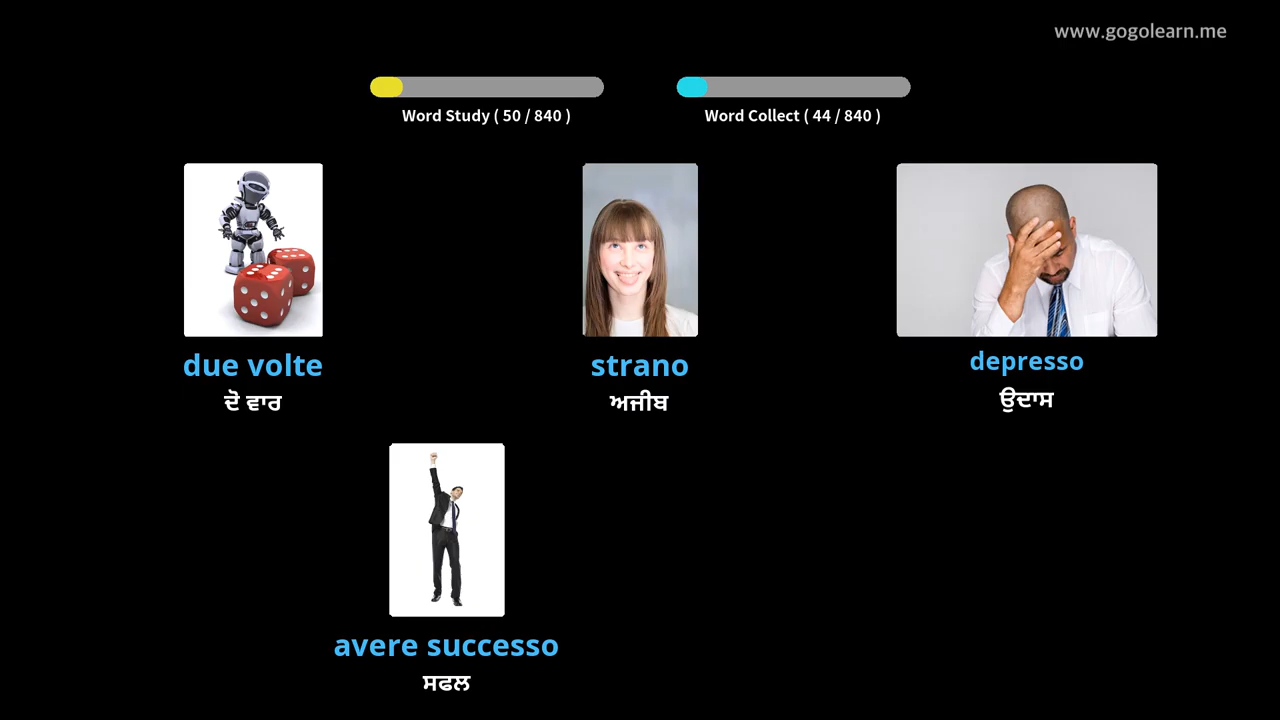 www.gogolearn.me
Word Study ( 50 / 840 )
Word Collect ( 44 / 840 )
due volte
ਦੋ ਵਾਰ
strano
ਅਜੀਬ
depresso
ਉਦਾਸ
avere successo
ਸਫਲ